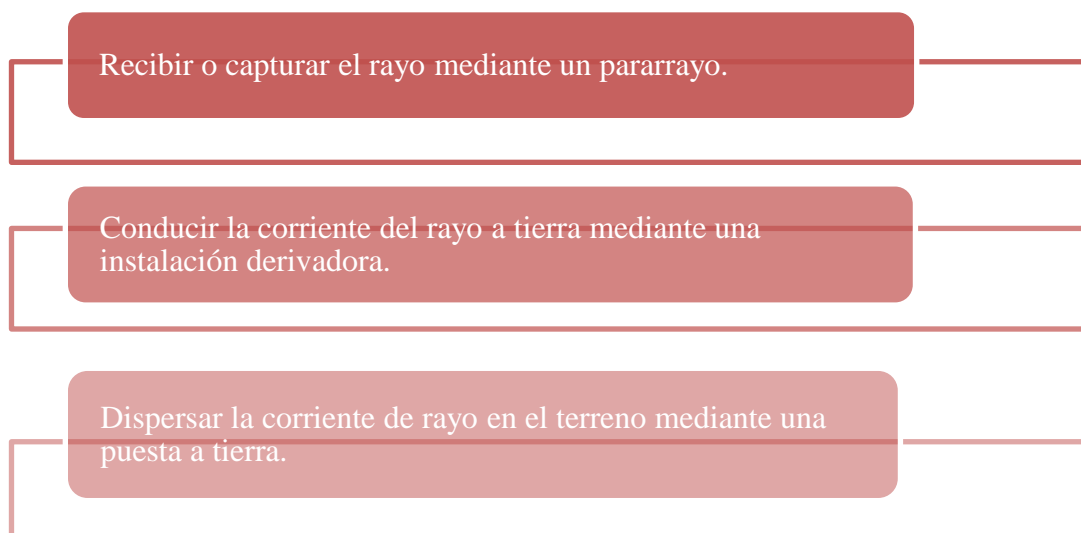 Recibir o capturar el rayo mediante un pararrayo.
Conducir la corriente del rayo a tierra mediante una
instalación derivadora.
Dispersar la corriente de rayo en el terreno mediante una
puesta a tierra.